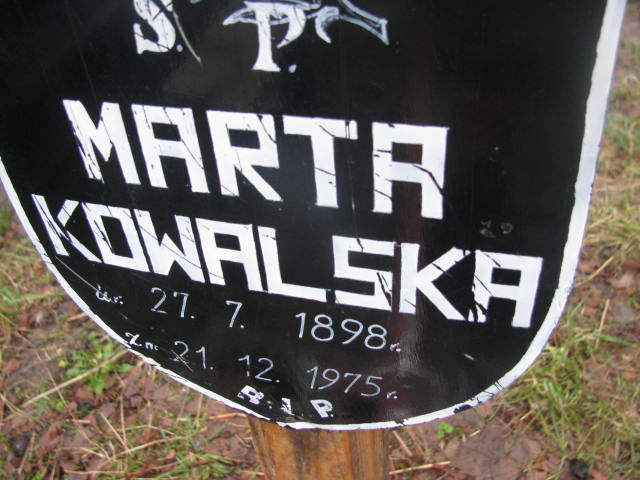 Ś. P.
MARTA
KOWALSKA
ur. 27. 7. 1898 r.
zm. 21. 12. 1975 r.
R.I.P